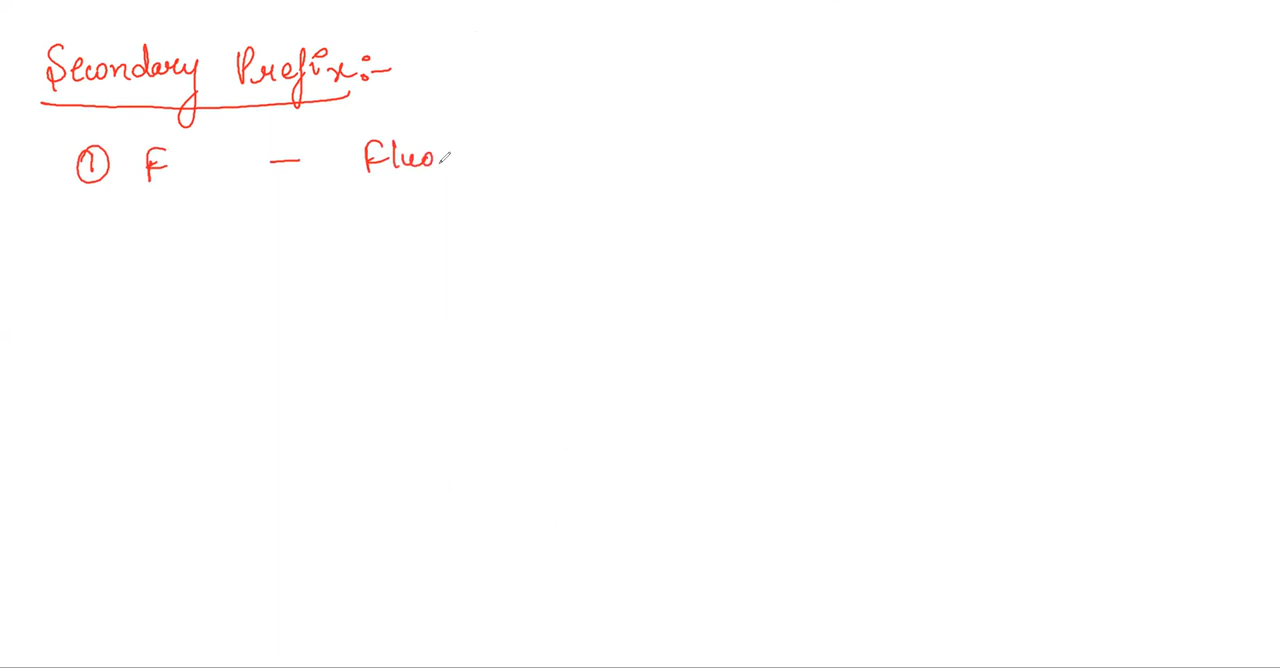 Secondary Prefix:-
① F — Fluo